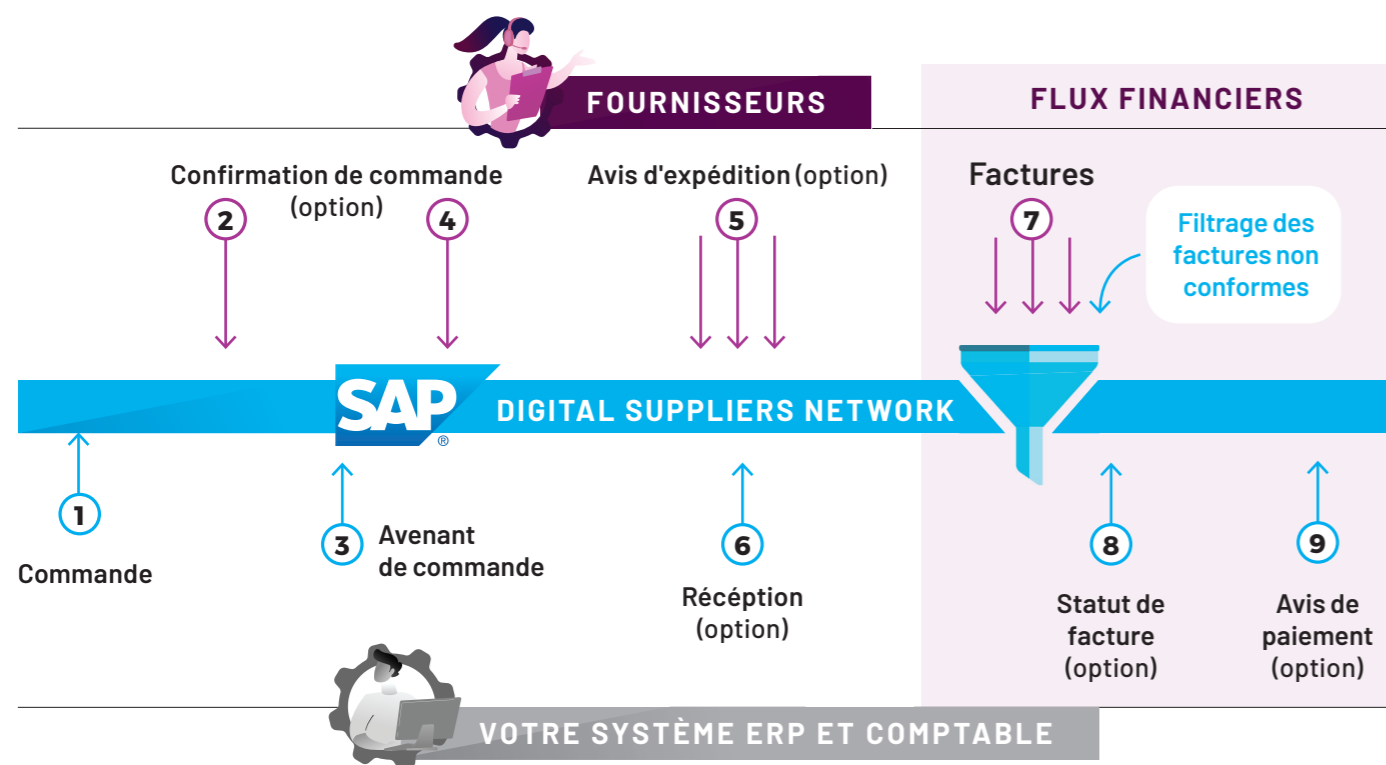 FOURNISSEURS
FLUX FINANCIERS
Confirmation de commande
(option)
2
4
Avis d'expédition (option)
5
Factures
7
Filtrage des
factures non
conformes
SAP
®
DIGITAL SUPPLIERS NETWORK
1
Commande
3
Avenant
de commande
6
Récéption
(option)
8
Statut de
facture
(option)
9
Avis de
paiement
(option)
VOTRE SYSTÈME ERP ET COMPTABLE